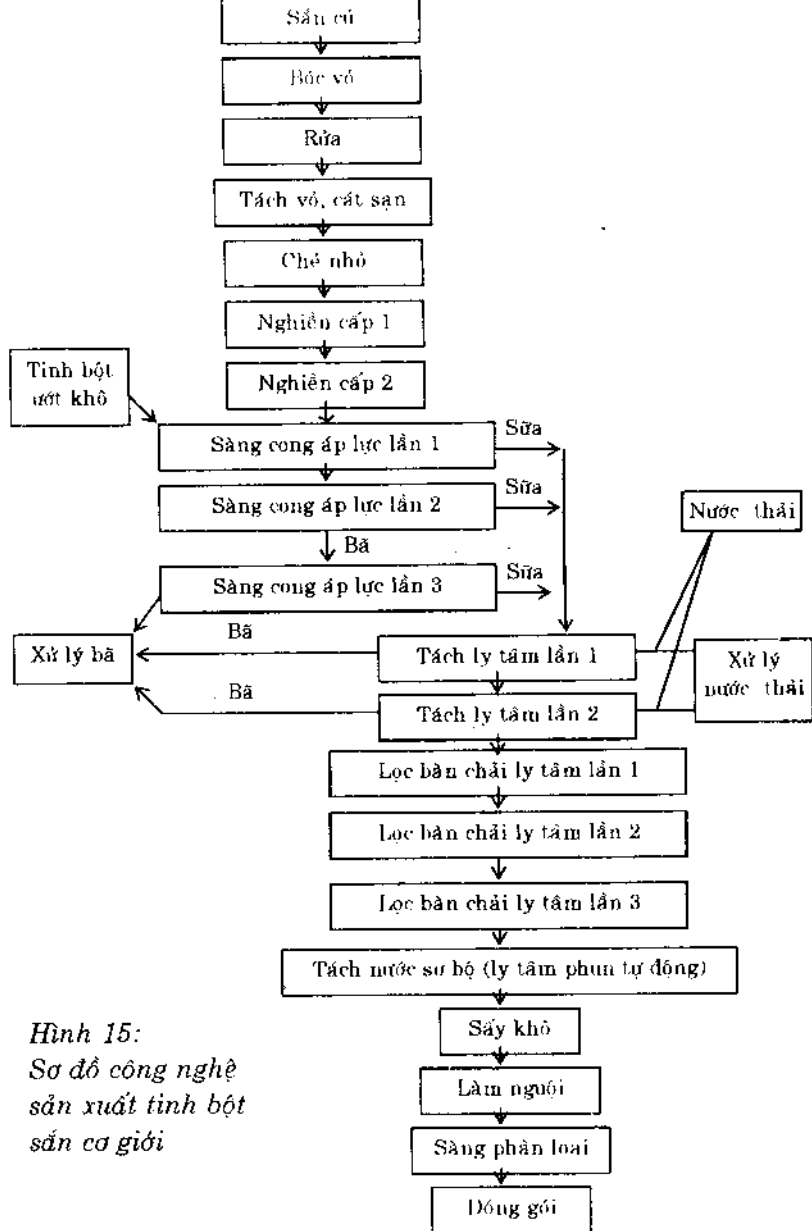 Sắn củ
Bóc vỏ
Rửa
Tách vỏ, cát sạn
Chẻ nhỏ
Nghiền cấp 1
Nghiền cấp 2
Tinh bột
ướt khô
Sàng cong áp lực lần 1
Sữa
Sàng cong áp lực lần 2
Sữa
Nước thải
Bã
Sàng cong áp lực lần 3
Sữa
Bã
Xử lý bã
Tách ly tâm lần 1
Xử lý
nước thải
Bã
Tách ly tâm lần 2
Lọc bàn chải ly tâm lần 1
Lọc bàn chải ly tâm lần 2
Lọc bàn chải ly tâm lần 3
Tách nước sơ bộ (ly tâm phun tự động)
Sấy khô
Làm nguội
Sàng phân loại
Đóng gói
Hình 15:
Sơ đồ công nghệ
sản xuất tinh bột
sắn cơ giới